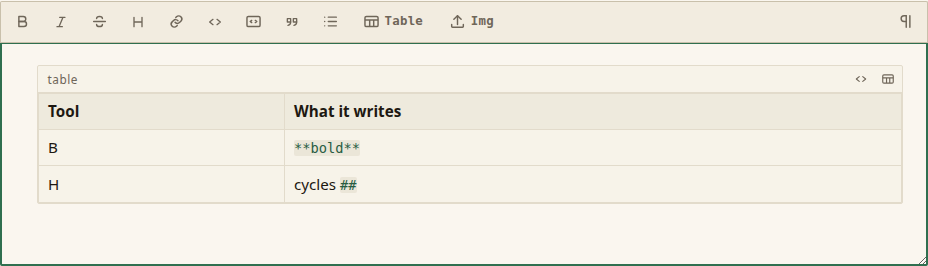 B I S H <> <> " Table Img ¶
table <>
Tool What it writes
B **bold**
H cycles ##